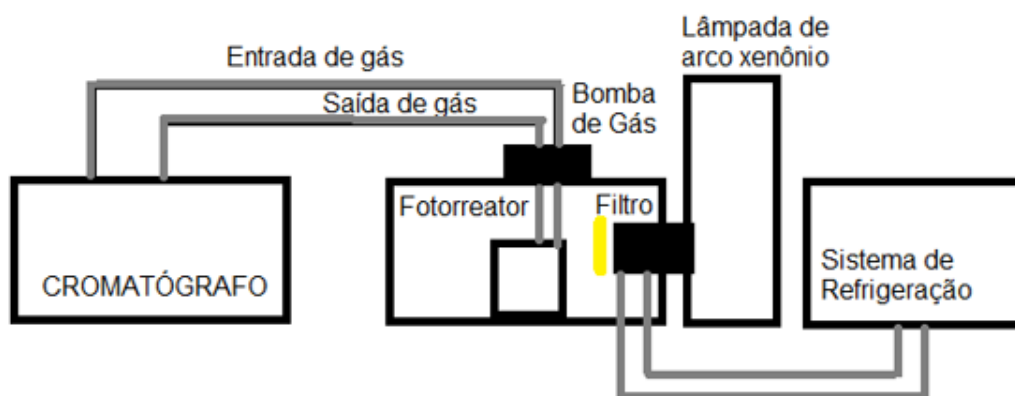 Lâmpada de
arco xenônio
Entrada de gás
Saída de gás
Bomba
de Gás
Fotorreator
Filtro
CROMATÓGRAFO
Sistema de
Refrigeração